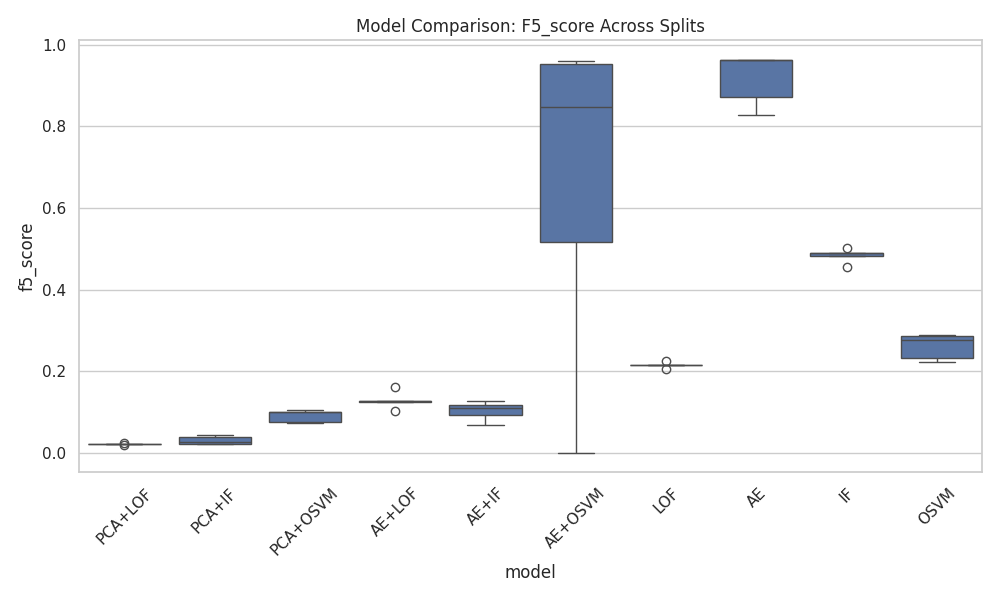 Model Comparison: F5_score Across Splits
f5_score
1.0
0.8
0.6
0.4
0.2
0.0
PCA+LOF
PCA+IF
PCA+OSVM
AE+LOF
AE+IF
AE+OSVM
LOF
AE
IF
OSVM
model